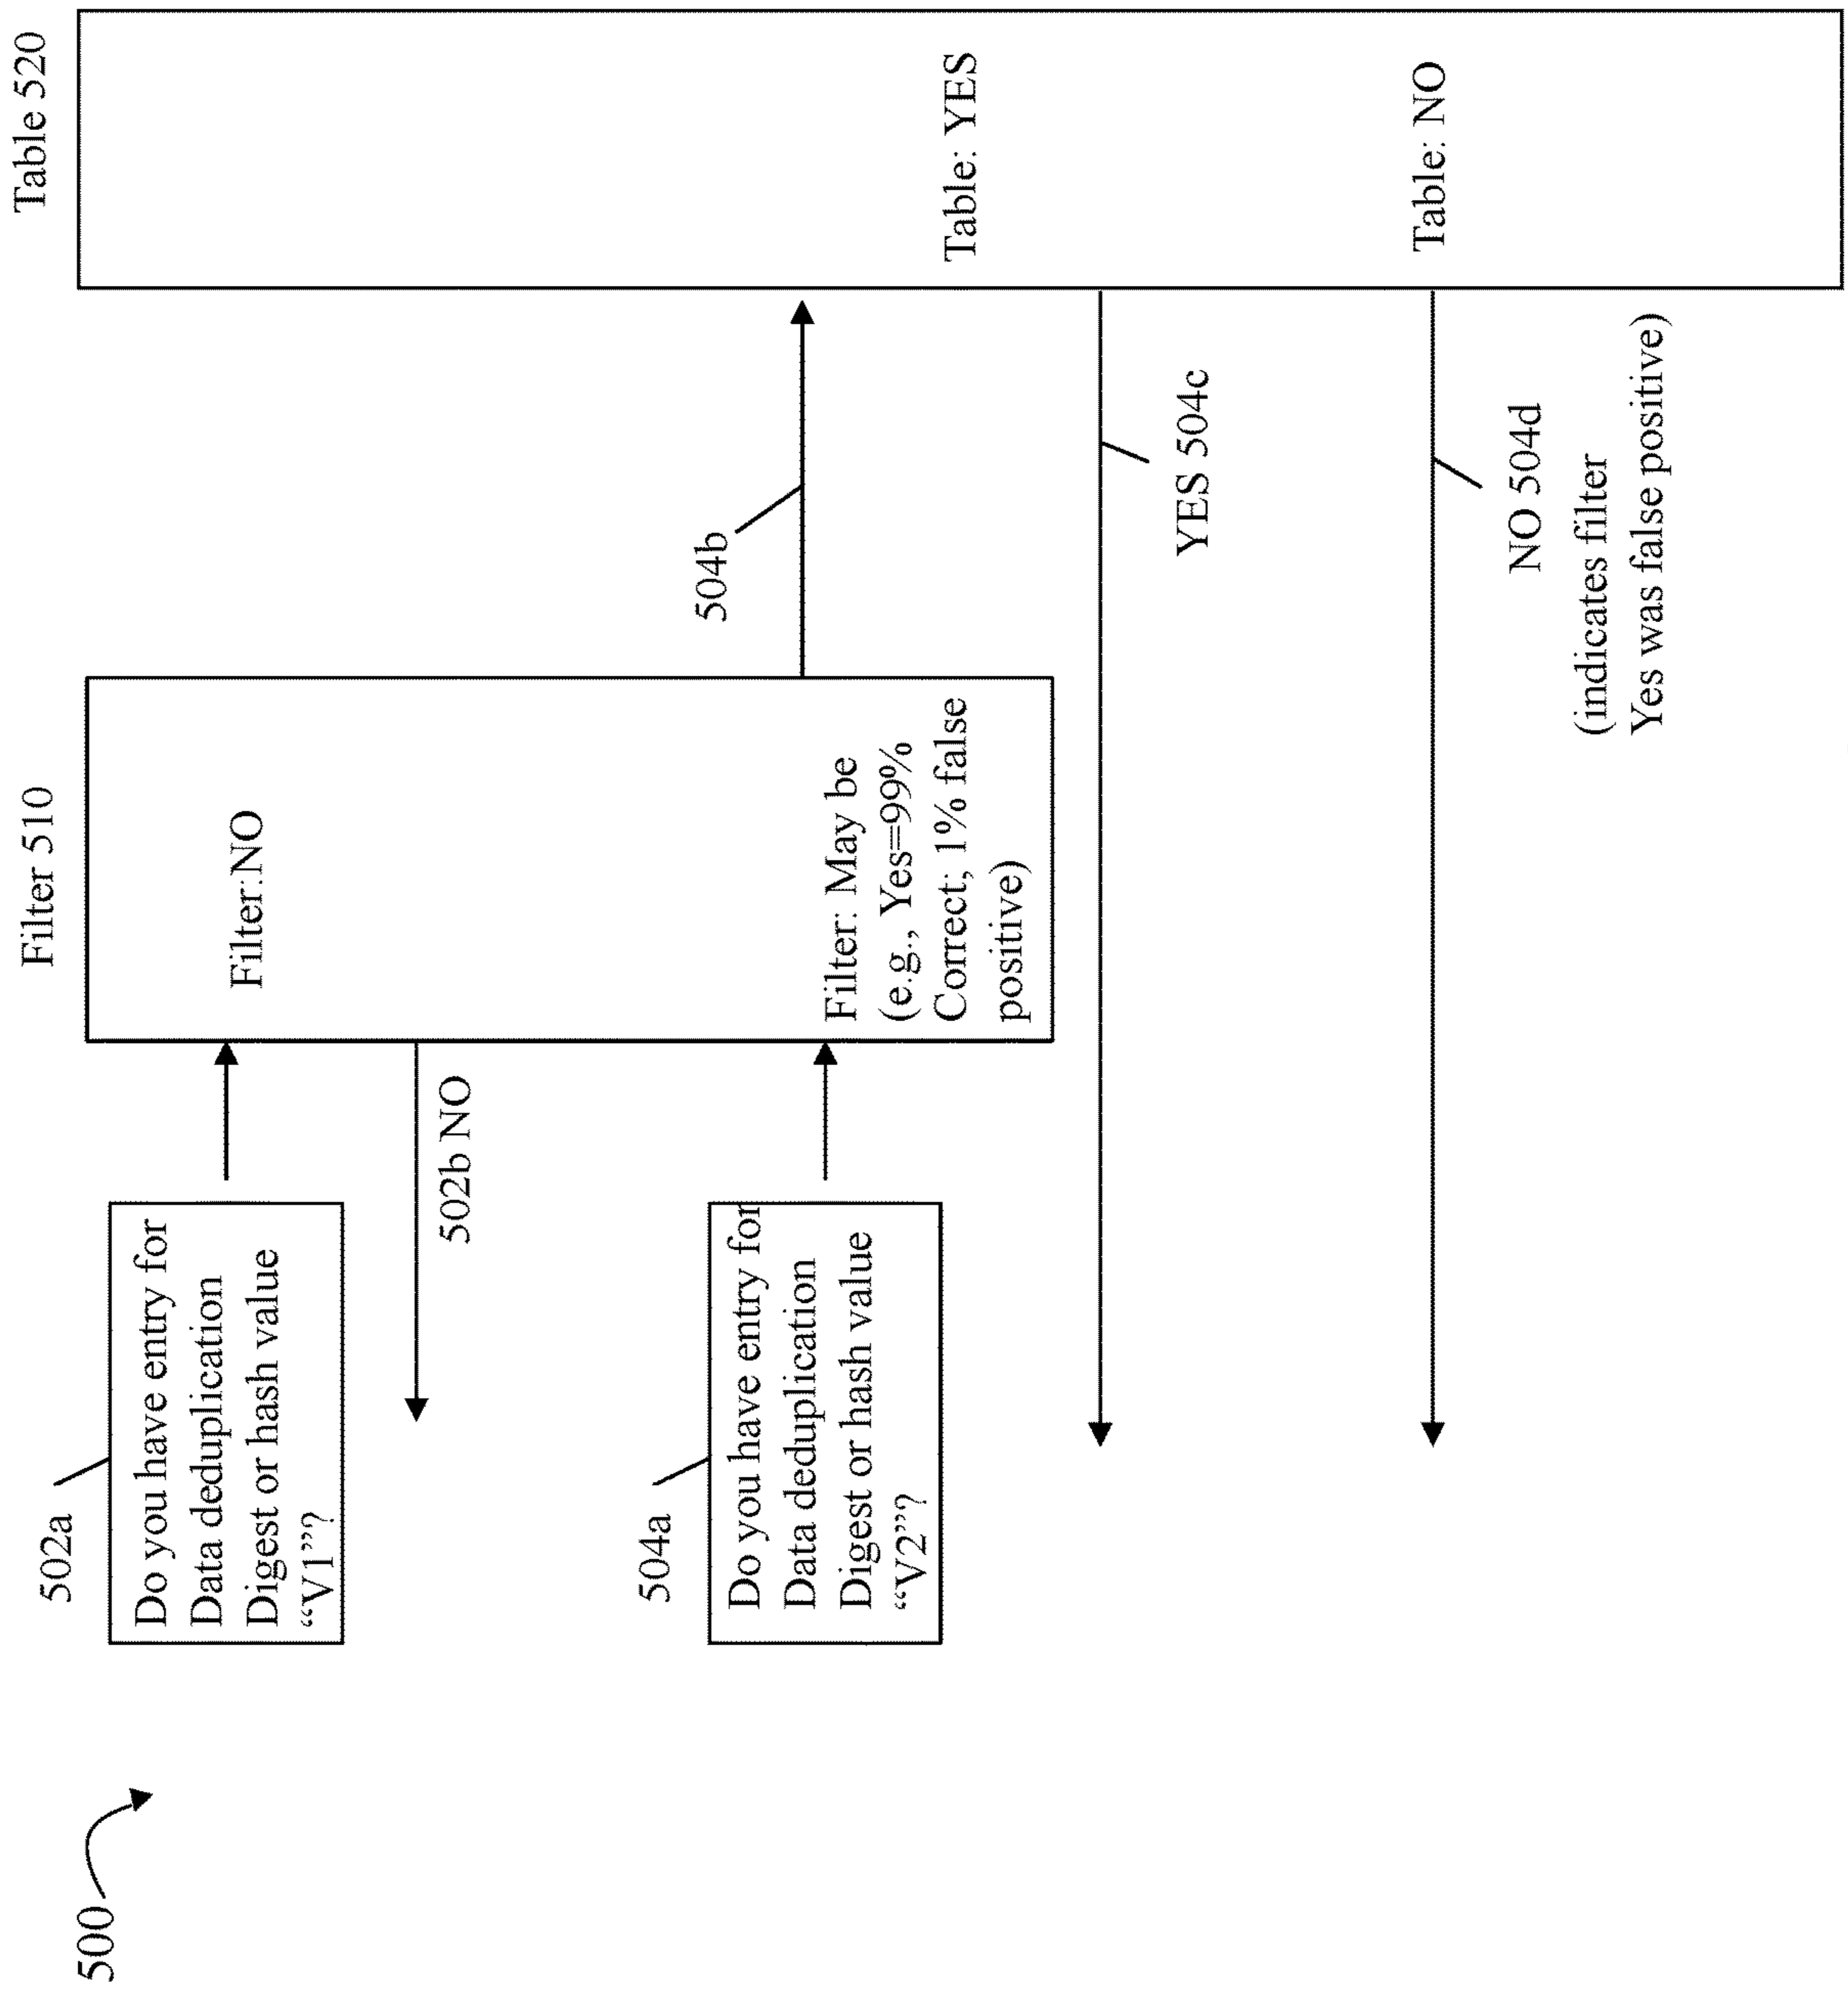 500
502a
Do you have entry for
Data deduplication
Digest or hash value
“V1”?
502b NO
Filter 510
Filter:NO
504a
Do you have entry for
Data deduplication
Digest or hash value
“V2”?
Filter: May be
(e.g., Yes=99%
Correct; 1% false
positive)
504b
Table 520
Table: YES
YES 504c
Table: NO
NO 504d
(indicates filter
Yes was false positive)